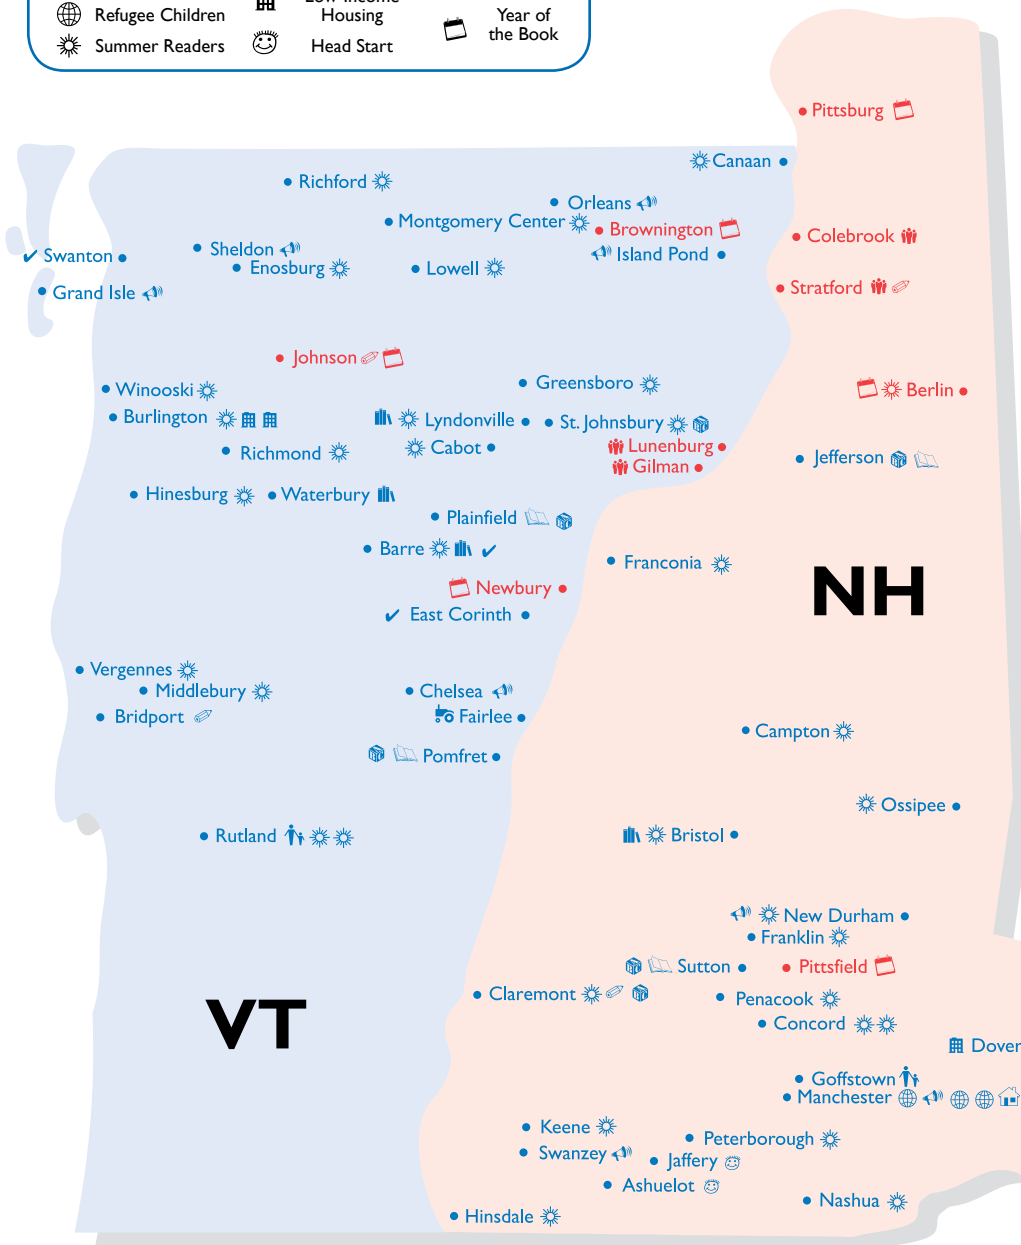 Refugee Children
Summer Readers
Housing
Head Start
Year of
the Book
Pittsburg
Canaan
Richford
Orleans
Montgomery Center
Brownington
Colebrook
Sheldon
Island Pond
Swanton
Enosburg
Lowell
Grand Isle
Stratford
Johnson
Greensboro
Winooski
Berlin
Burlington
Lyndonville
St. Johnsbury
Richmond
Cabot
Lunenburg
Gilman
Jefferson
Hinesburg
Waterbury
Plainfield
Barre
Franconia
Newbury
NH
East Corinth
Vergennes
Middlebury
Chelsea
Bridport
Fairlee
Campton
Pomfret
Ossipee
Rutland
Bristol
New Durham
Franklin
Sutton
Pittsfield
Claremont
Penacook
VT
Concord
Dover
Goffstown
Manchester
Keene
Peterborough
Swanzey
Jaffery
Ashuelot
Nashua
Hinsdale